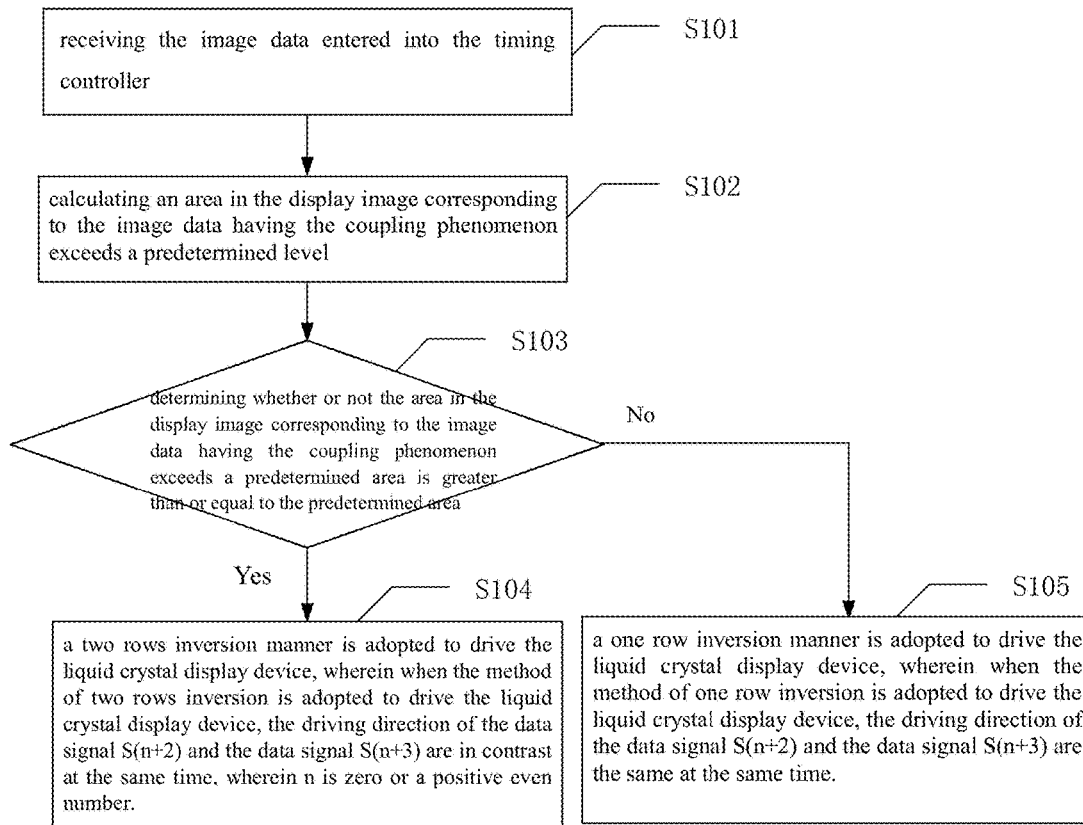 receiving the image data entered into the timing
controller
S101
calculating an area in the display image corresponding
to the image data having the coupling phenomenon
exceeds a predetermined level
S102
S103
determining whether or not the area in the
display image corresponding to the image
data having the coupling phenomenon
exceeds a predetermined area is greater
than or equal to the predetermined area
No
Yes
S104
a two rows inversion manner is adopted to drive the
liquid crystal display device, wherein when the method
of two rows inversion is adopted to drive the liquid
crystal display device, the driving direction of the data
signal S(n+2) and the data signal S(n+3) are in contrast
at the same time, wherein n is zero or a positive even
number.
S105
a one row inversion manner is adopted to drive the
liquid crystal display device, wherein when the
method of one row inversion is adopted to drive the
liquid crystal display device, the driving direction of
the data signal S(n+2) and the data signal S(n+3) are
the same at the same time.